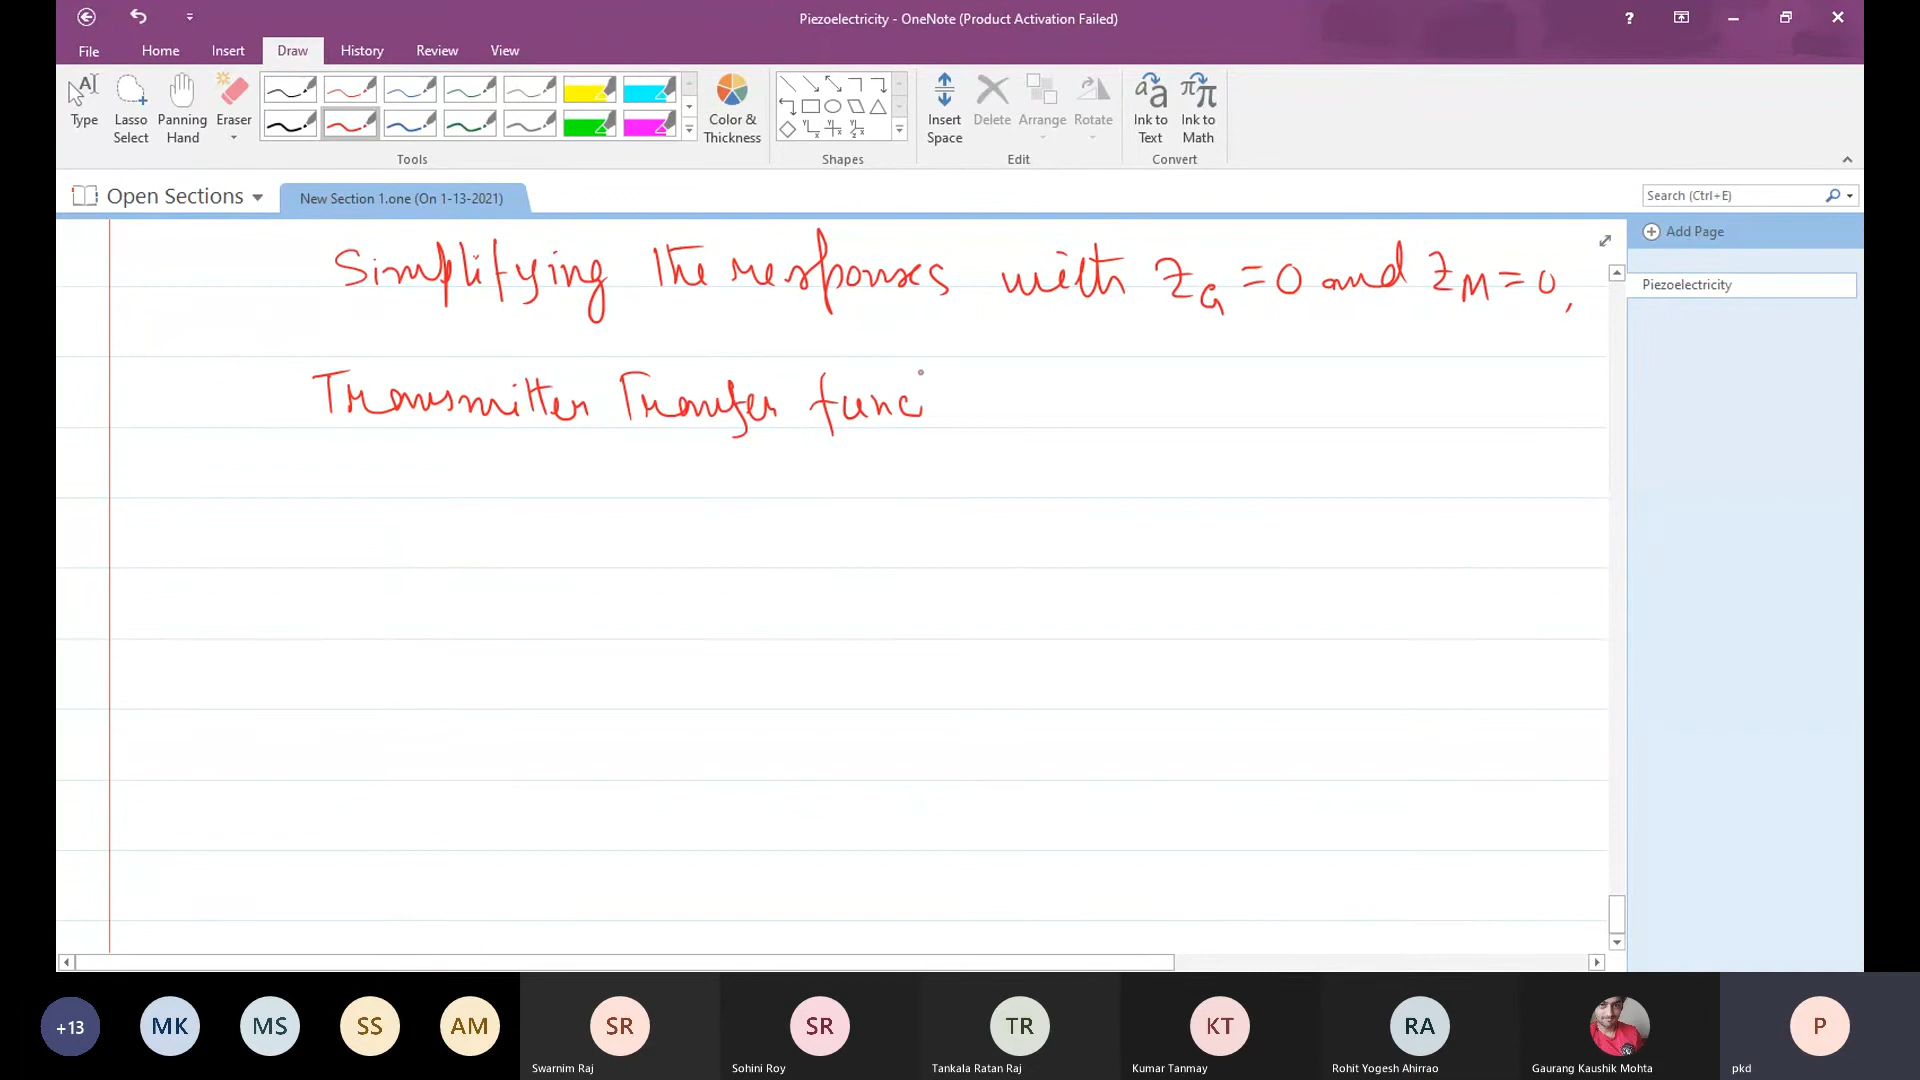 Piezoelectricity - OneNote (Product Activation Failed)
?
File Home Insert Draw History Review View
Type
Lasso Select
Panning Hand
Eraser
Color & Thickness
Insert Space
Delete
Arrange
Rotate
Ink to Text
Ink to Math
Tools
Shapes
Edit
Convert
Open Sections
New Section 1.one (On 1-13-2021)
Search (Ctrl+E)
Add Page
Piezoelectricity
Simplifying the responses with ZG = 0 and ZM = 0,
Transmitter Transfer func
+13 MK MS SS AM SR SR TR KT RA P
Swarnim Raj
Sohini Roy
Tankala Ratan Raj
Kumar Tanmay
Rohit Yogesh Ahirrao
Gaurang Kaushik Mohta
pkd